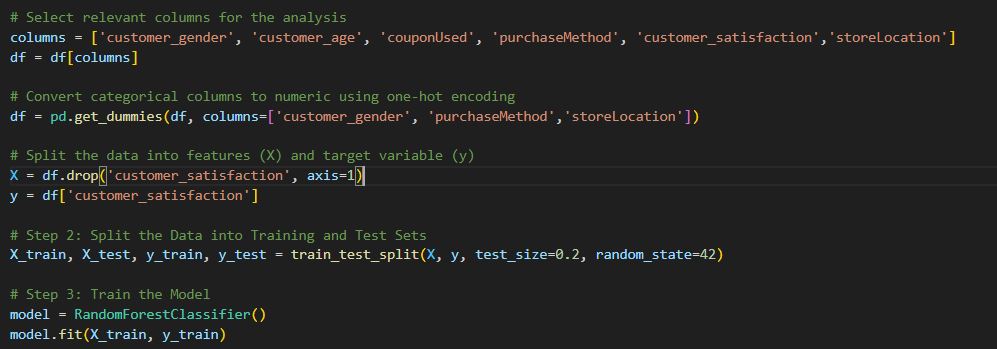 # Select relevant columns for the analysis
columns = ['customer_gender', 'customer_age', 'couponUsed', 'purchaseMethod', 'customer_satisfaction','storeLocation']
df = df[columns]
# Convert categorical columns to numeric using one-hot encoding
df = pd.get_dummies(df, columns=['customer_gender', 'purchaseMethod','storeLocation'])
# Split the data into features (X) and target variable (y)
X = df.drop('customer_satisfaction', axis=1)
y = df['customer_satisfaction']
# Step 2: Split the Data into Training and Test Sets
X_train, X_test, y_train, y_test = train_test_split(X, y, test_size=0.2, random_state=42)
# Step 3: Train the Model
model = RandomForestClassifier()
model.fit(X_train, y_train)